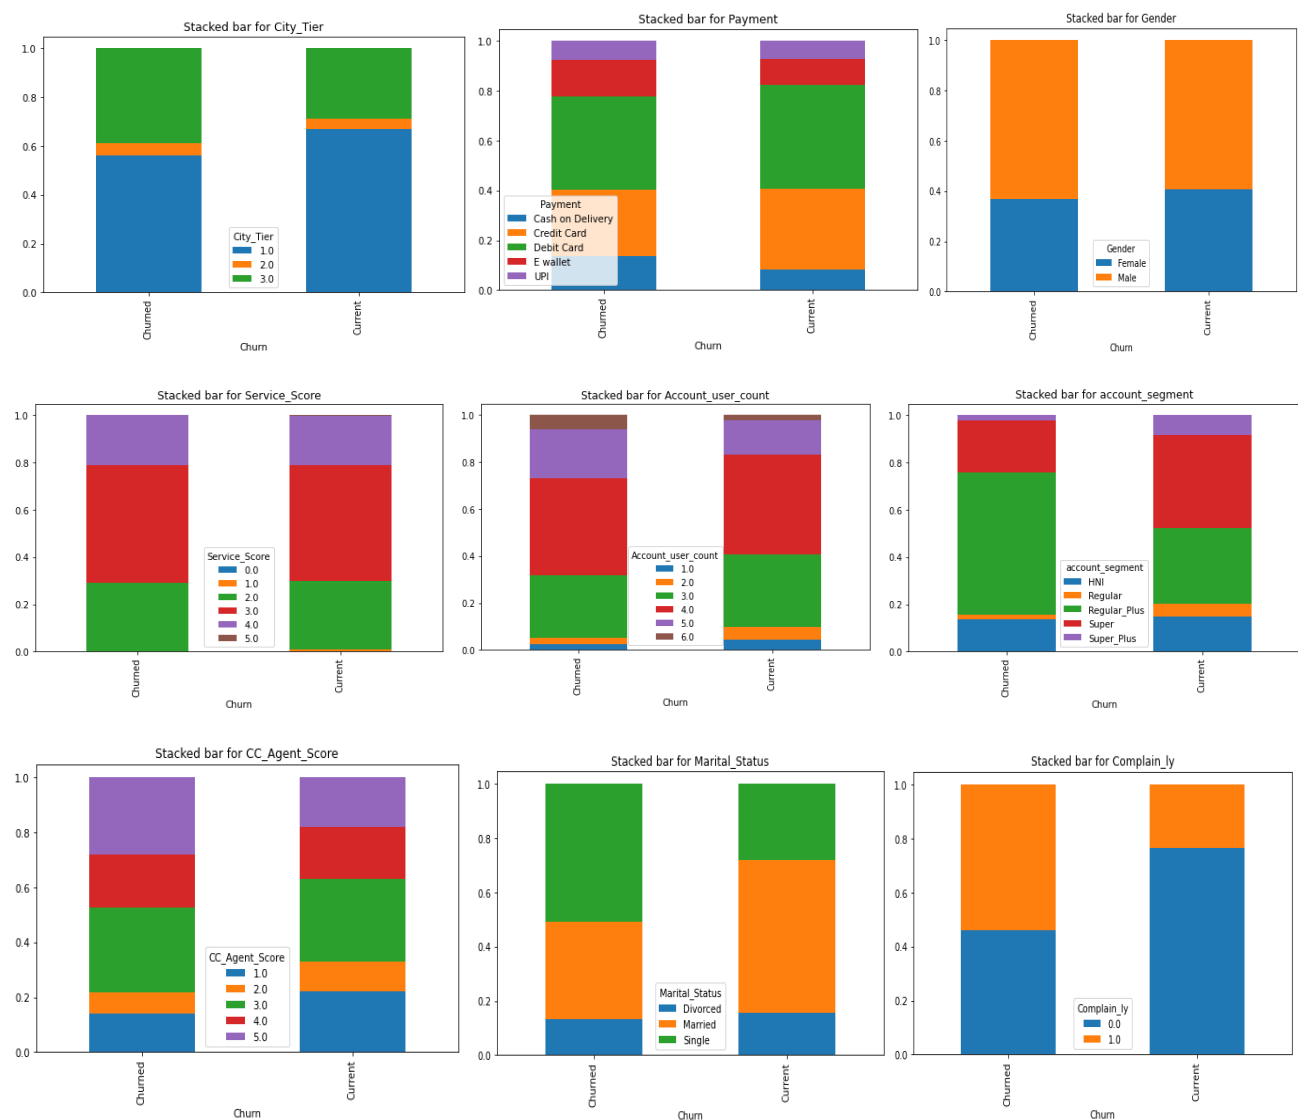 Stacked bar for City_Tier
1.0
0.8
0.6
0.4
0.2
0.0
City_Tier
1.0
2.0
3.0
Churned
Current
Churn
Stacked bar for Payment
1.0
0.8
0.6
0.4
0.2
0.0
Payment
Cash on Delivery
Credit Card
Debit Card
E wallet
UPI
Churned
Current
Churn
Stacked bar for Gender
1.0
0.8
0.6
0.4
0.2
0.0
Gender
Female
Male
Churned
Current
Churn
Stacked bar for Service_Score
1.0
0.8
0.6
0.4
0.2
0.0
Service_Score
0.0
1.0
2.0
3.0
4.0
5.0
Churned
Current
Churn
Stacked bar for Account_user_count
1.0
0.8
0.6
0.4
0.2
0.0
Account_user_count
1.0
2.0
3.0
4.0
5.0
6.0
Churned
Current
Churn
Stacked bar for account_segment
1.0
0.8
0.6
0.4
0.2
0.0
account_segment
HNI
Regular
Regular_Plus
Super
Super_Plus
Churned
Current
Churn
Stacked bar for CC_Agent_Score
1.0
0.8
0.6
0.4
0.2
0.0
CC_Agent_Score
1.0
2.0
3.0
4.0
5.0
Churned
Current
Churn
Stacked bar for Marital_Status
1.0
0.8
0.6
0.4
0.2
0.0
Marital_Status
Divorced
Married
Single
Churned
Current
Churn
Stacked bar for Complain_ly
1.0
0.8
0.6
0.4
0.2
0.0
Complain_ly
0.0
1.0
Churned
Current
Churn